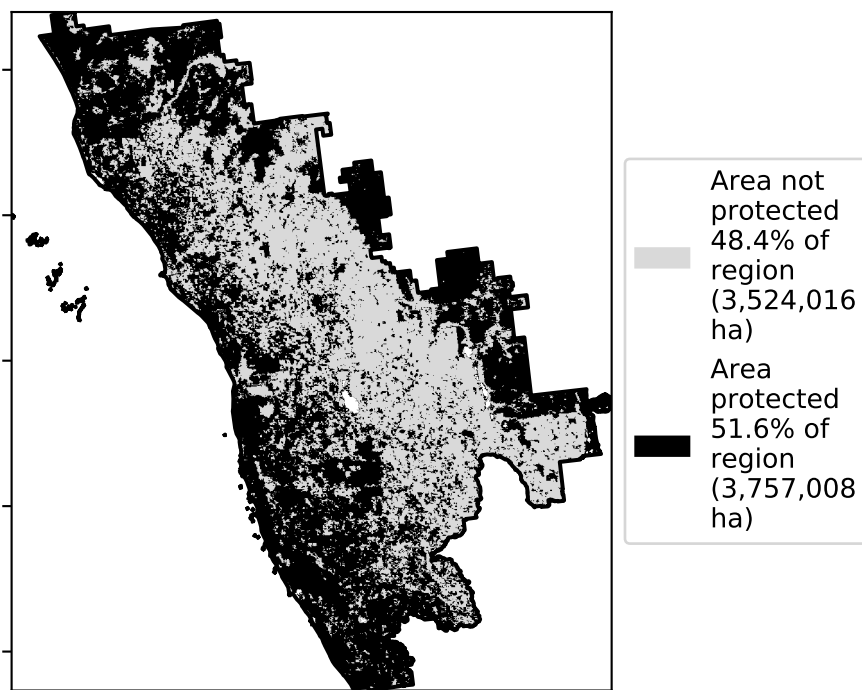 Area not
protected
48.4% of
region
(3,524,016
ha)
Area
protected
51.6% of
region
(3,757,008
ha)